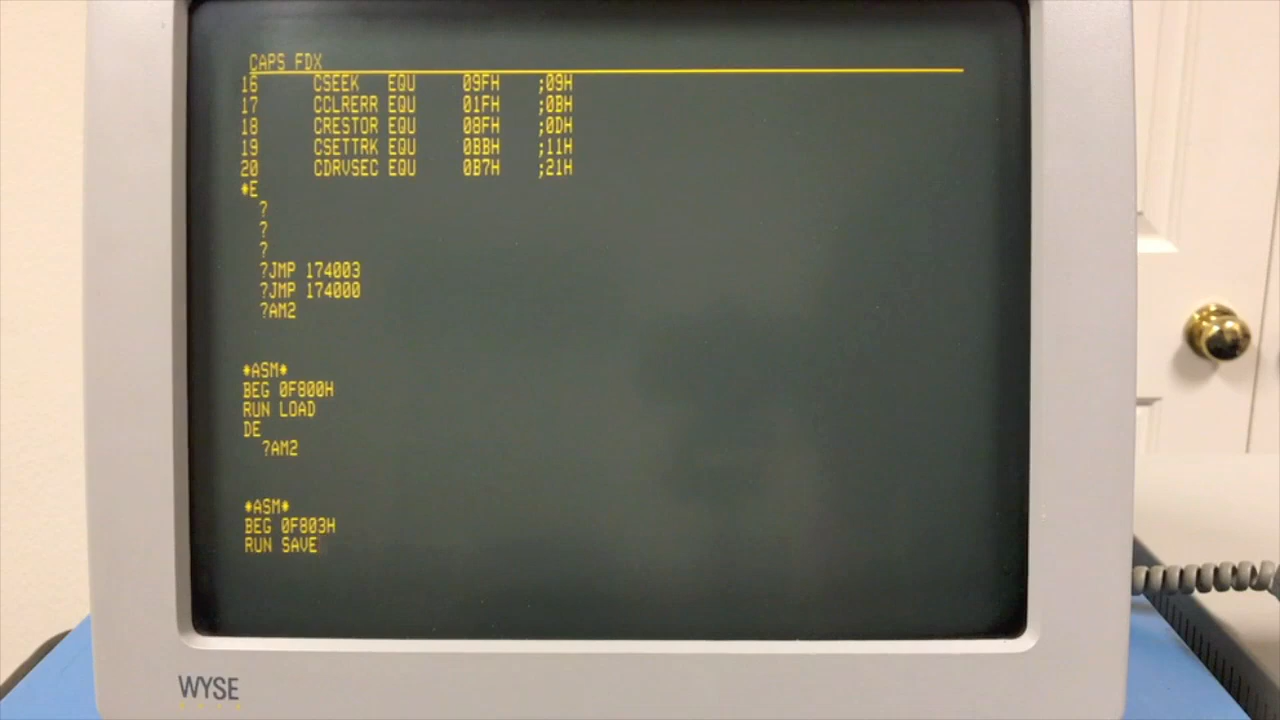 CAPS FDX
16 CSEEK EQU 09FH ;09H
17 CCLRERR EQU 01FH ;0BH
18 CRESTOR EQU 08FH ;0DH
19 CSETTRK EQU 0BBH ;11H
20 CDRVSEC EQU 0B7H ;21H
*E
?
?
?
?JMP 174003
?JMP 174000
?AM2
*ASM*
BEG 0F800H
RUN LOAD
DE
?AM2
*ASM*
BEG 0F803H
RUN SAVE
WYSE